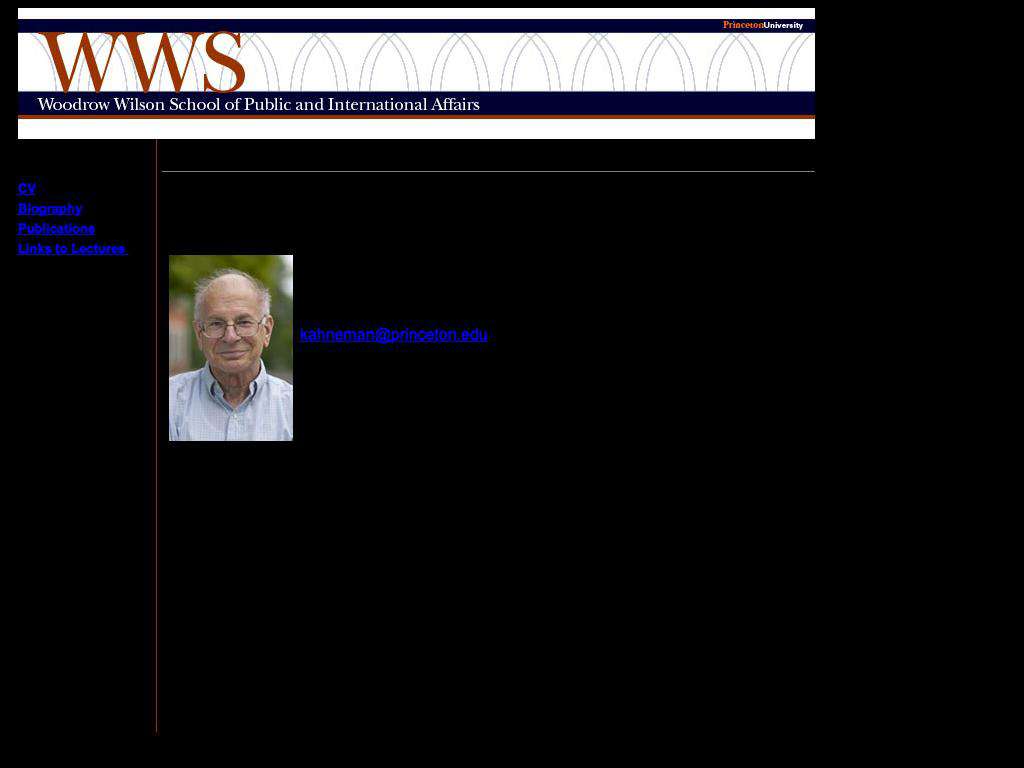 PrincetonUniversity
WWS
Woodrow Wilson School of Public and International Affairs
CV
Biography
Publications
Links to Lectures
kahneman@princeton.edu